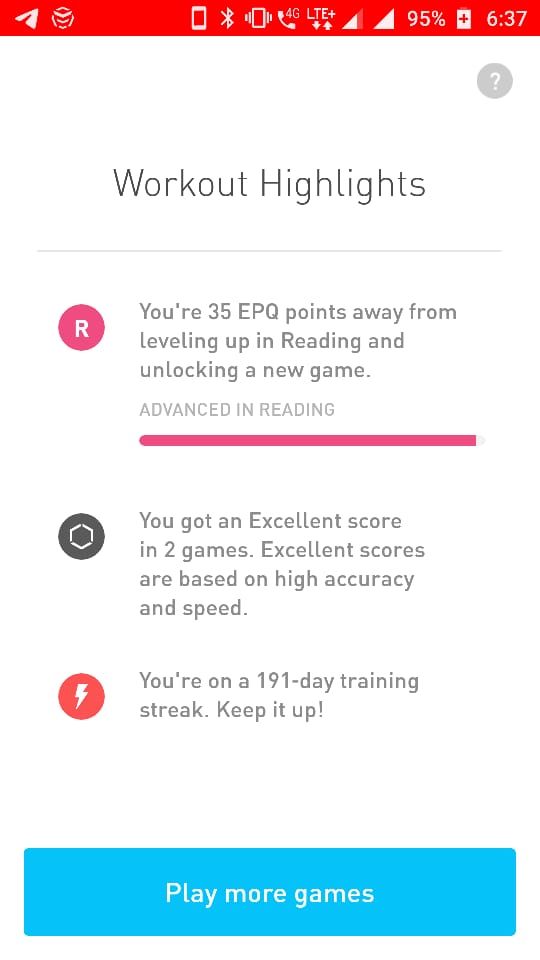 4G LTE+ 95% 6:37
?
Workout Highlights
R
You're 35 EPQ points away from
leveling up in Reading and
unlocking a new game.
ADVANCED IN READING
You got an Excellent score
in 2 games. Excellent scores
are based on high accuracy
and speed.
You're on a 191-day training
streak. Keep it up!
Play more games